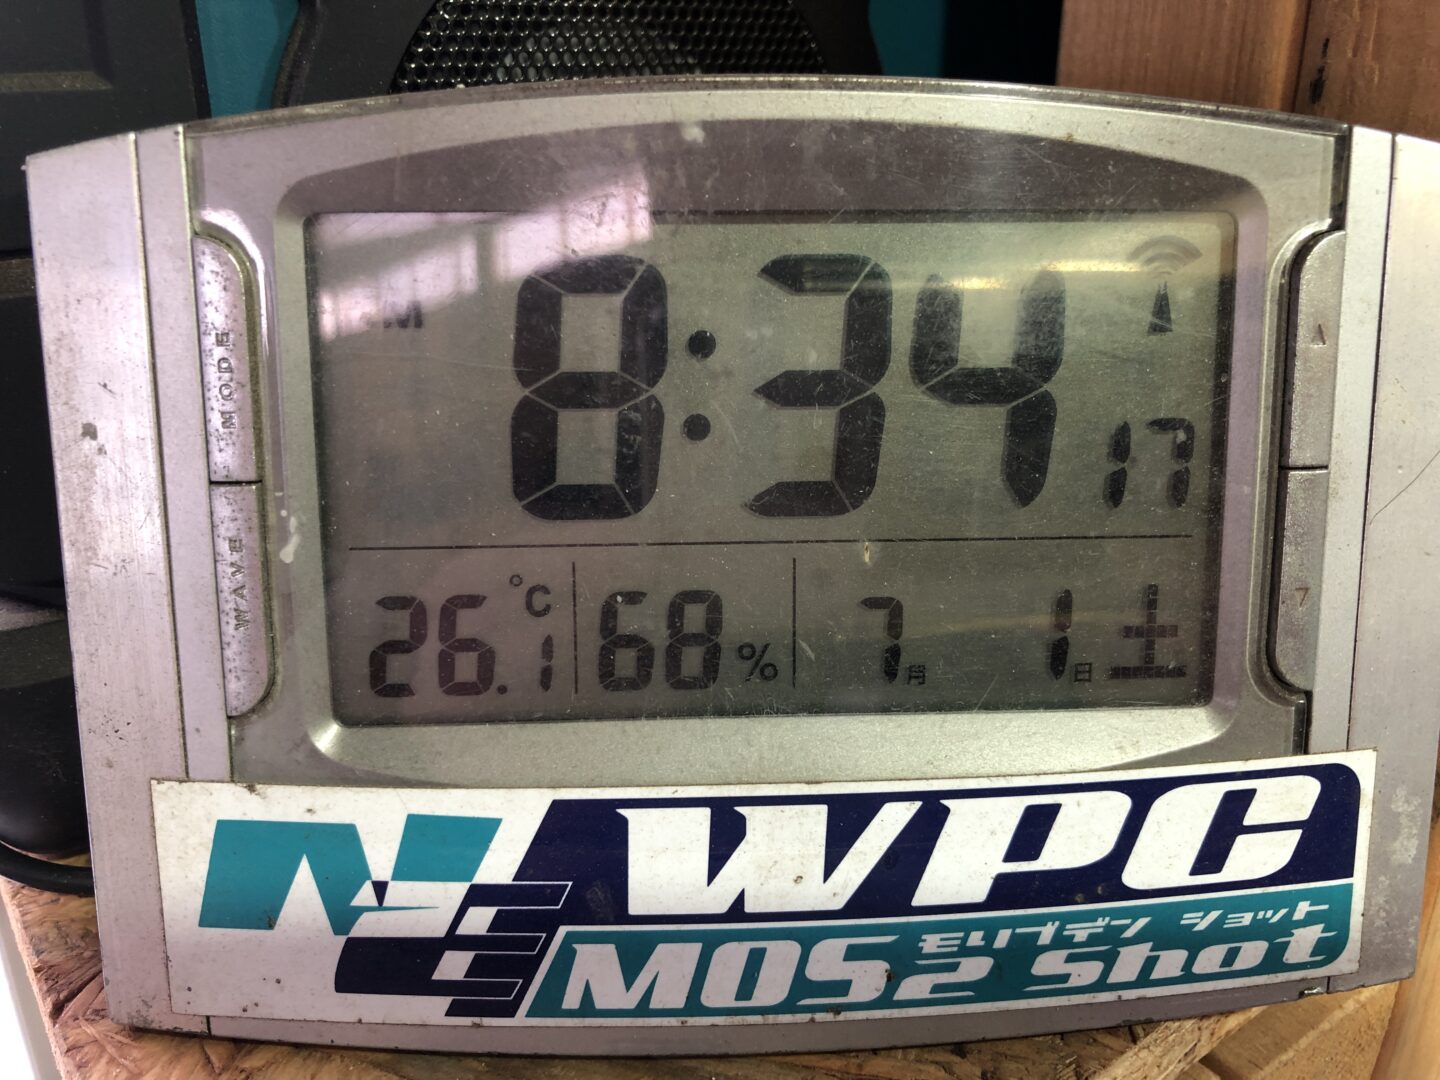 8:34 17
26.1 °C 68 % 7月 1日 土
MODE
WAVE
NE
WPC
モリブデン ショット
MOS2 Shot